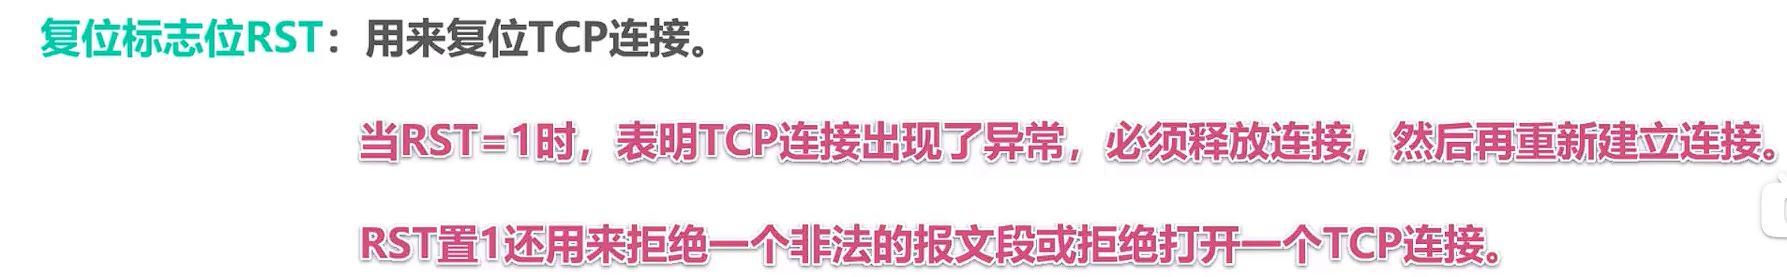 复位标志位RST：用来复位TCP连接。
当RST=1时，表明TCP连接出现了异常，必须释放连接，然后再重新建立连接。
RST置1还用来拒绝一个非法的报文段或拒绝打开一个TCP连接。